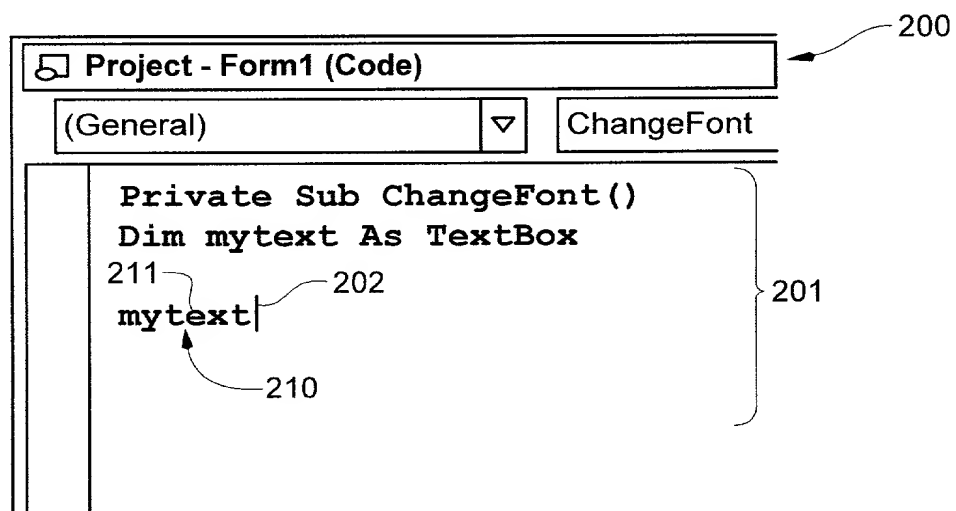 200
Project - Form1 (Code)
(General) ChangeFont
Private Sub ChangeFont()
Dim mytext As TextBox
211 202
201
mytext
210